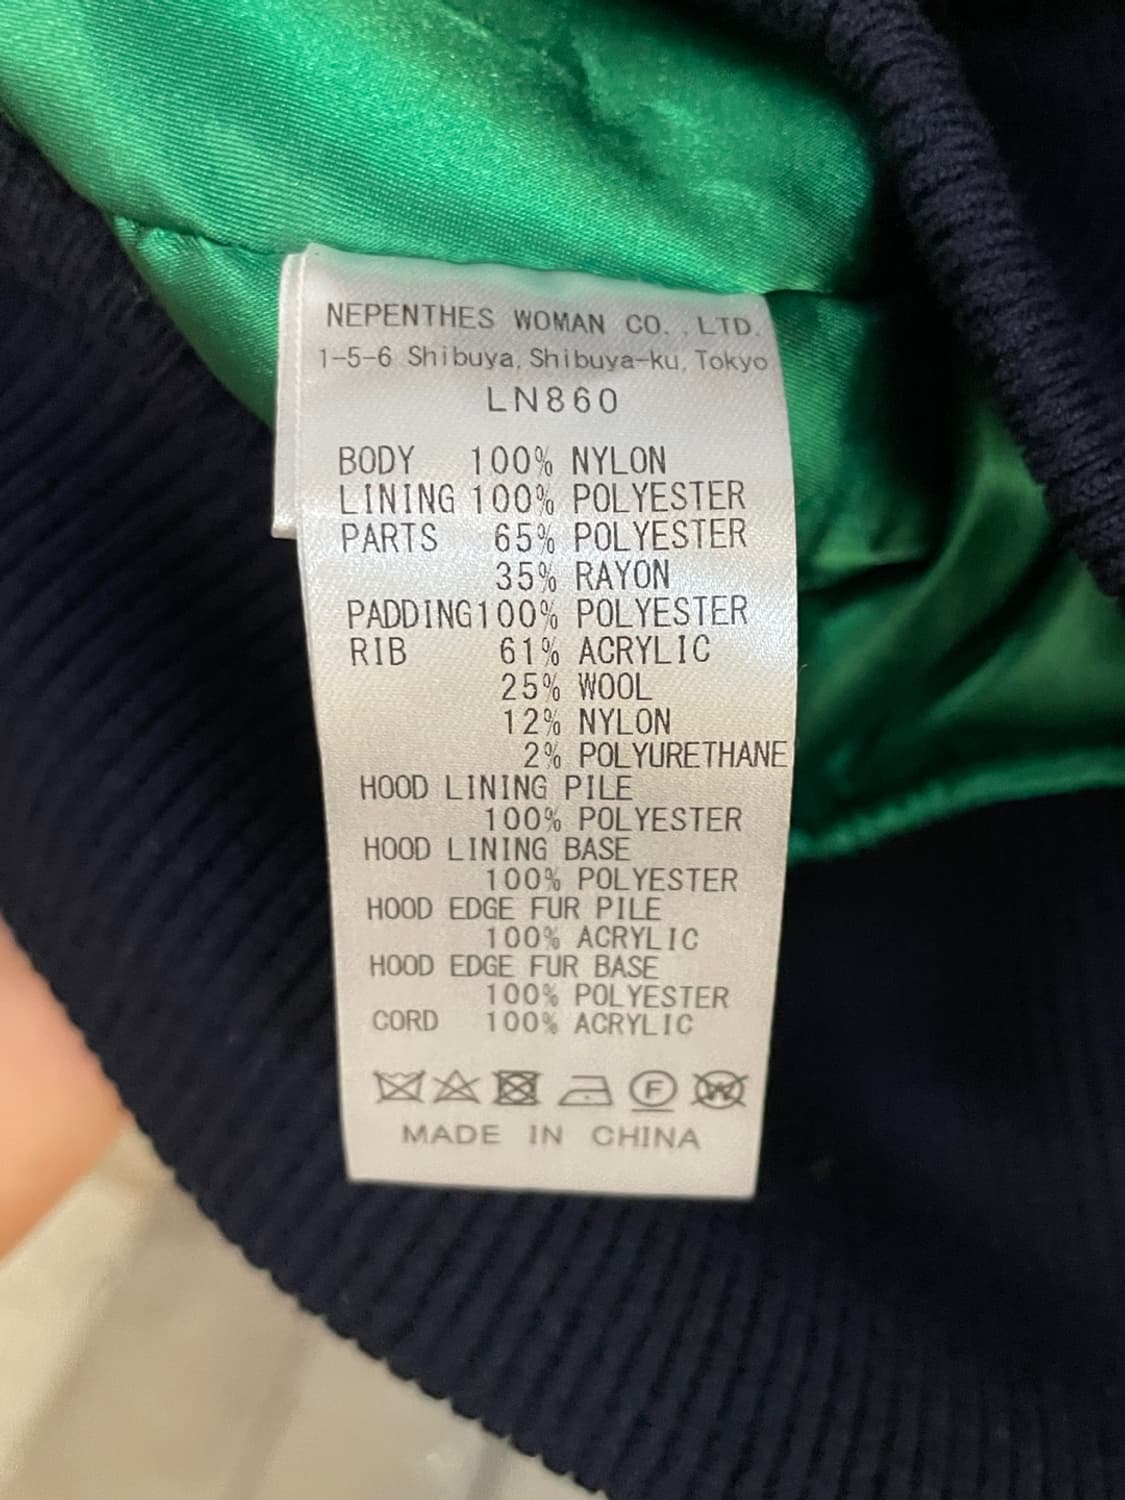 NEPENTHES WOMAN CO.,LTD.
1-5-6 Shibuya, Shibuya-ku, Tokyo
LN860
BODY 100% NYLON
LINING 100% POLYESTER
PARTS 65% POLYESTER
35% RAYON
PADDING 100% POLYESTER
RIB 61% ACRYLIC
25% WOOL
12% NYLON
2% POLYURETHANE
HOOD LINING PILE
100% POLYESTER
HOOD LINING BASE
100% POLYESTER
HOOD EDGE FUR PILE
100% ACRYLIC
HOOD EDGE FUR BASE
100% POLYESTER
CORD 100% ACRYLIC
F W
MADE IN CHINA